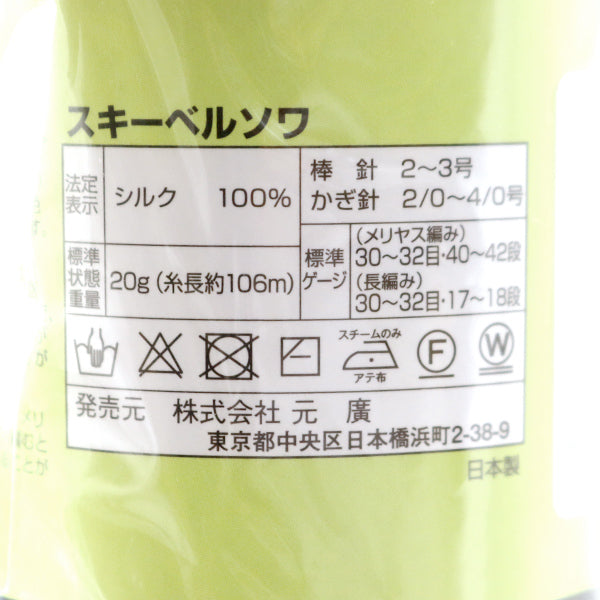 スキーベルソワ
法定
表示
シルク 100%
棒 針 2～3号
かぎ針 2/0～4/0号
標準
状態
重量
20g（糸長約106m）
標準
ゲージ
（メリヤス編み）
30～32目・40～42段
（長編み）
30～32目・17～18段
スチームのみ
アテ布
F
W
発売元 株式会社 元 廣
東京都中央区日本橋浜町2-38-9
日本製